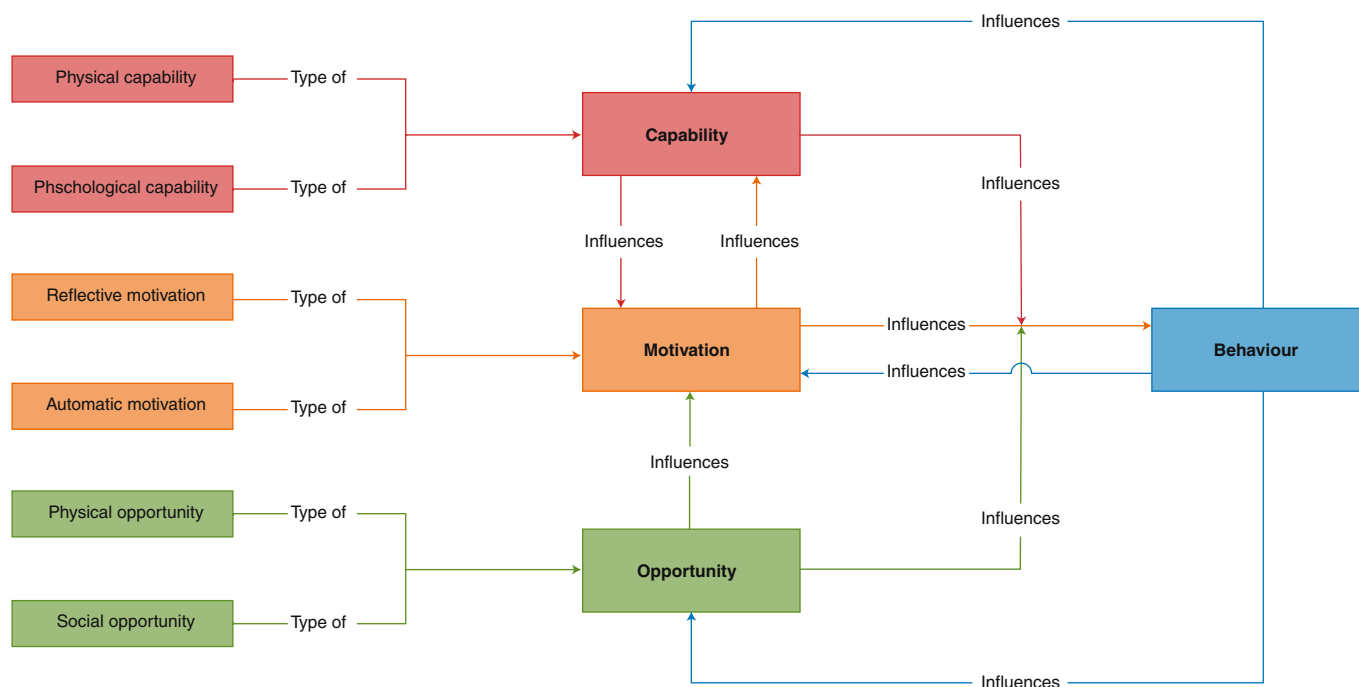 Influences
Physical capability
Type of
Capability
Phschological capability
Type of
Influences
Influences
Influences
Reflective motivation
Type of
Influences
Motivation
Behaviour
Influences
Automatic motivation
Type of
Influences
Physical opportunity
Type of
Influences
Opportunity
Social opportunity
Type of
Influences